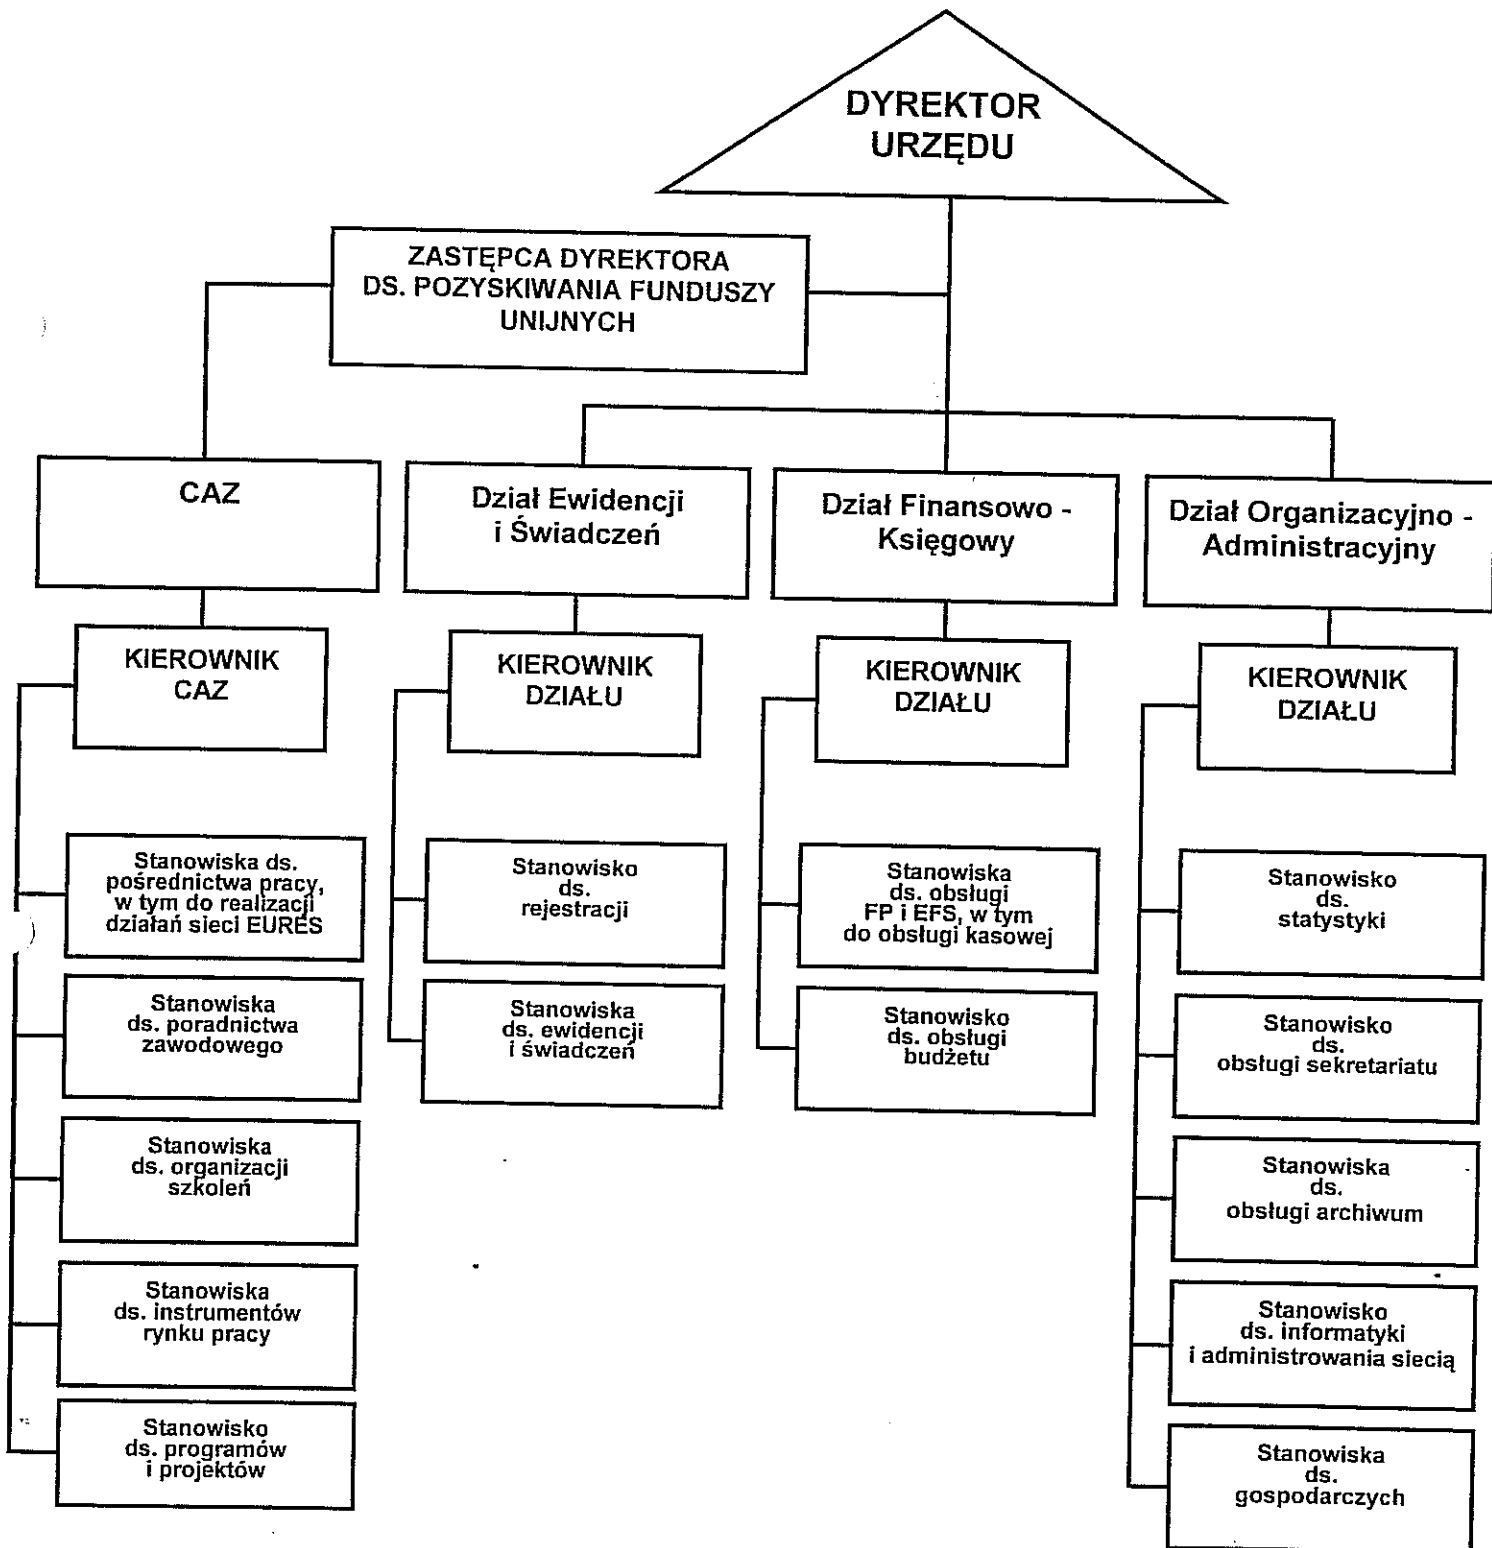 DYREKTOR
URZĘDU
ZASTĘPCA DYREKTORA
DS. POZYSKIWANIA FUNDUSZY
UNIJNYCH
CAZ
Dział Ewidencji
i Świadczeń
Dział Finansowo -
Księgowy
Dział Organizacyjno -
Administracyjny
KIEROWNIK
CAZ
KIEROWNIK
DZIAŁU
KIEROWNIK
DZIAŁU
KIEROWNIK
DZIAŁU
Stanowiska ds.
pośrednictwa pracy,
w tym do realizacji
działań sieci EURES
Stanowiska
ds. poradnictwa
zawodowego
Stanowiska
ds. organizacji
szkoleń
Stanowiska
ds. instrumentów
rynku pracy
Stanowisko
ds. programów
i projektów
Stanowisko
ds.
rejestracji
Stanowiska
ds. ewidencji
i świadczeń
Stanowiska
ds. obsługi
FP i EFS, w tym
do obsługi kasowej
Stanowisko
ds. obsługi
budżetu
Stanowisko
ds.
statystyki
Stanowisko
ds.
obsługi sekretariatu
Stanowiska
ds.
obsługi archiwum
Stanowisko
ds. informatyki
i administrowania siecią
Stanowiska
ds.
gospodarczych